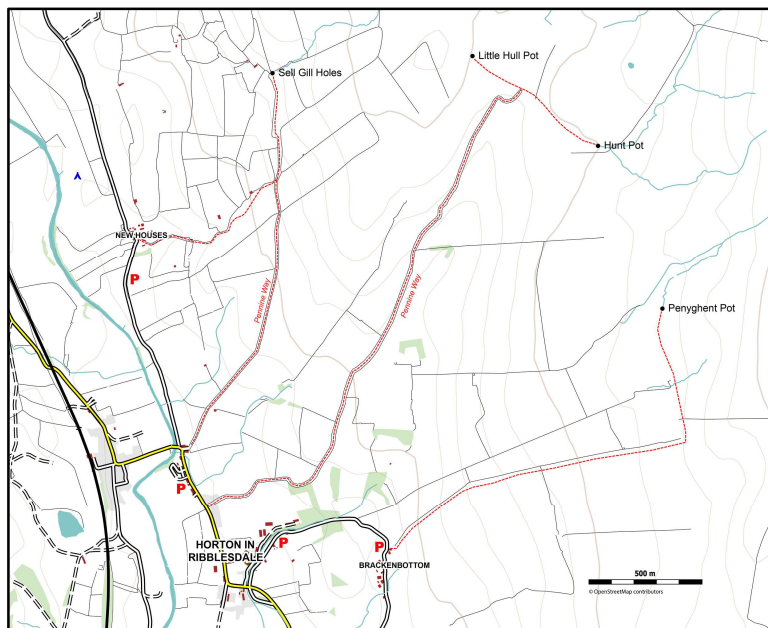 Little Hull Pot
Sell Gill Holes
Hunt Pot
NEW HOUSES
P
Pennine Way
Pennine Way
Penyghent Pot
P
HORTON IN
RIBBLESDALE
P
P
BRACKENBOTTOM
500 m
© OpenStreetMap contributors